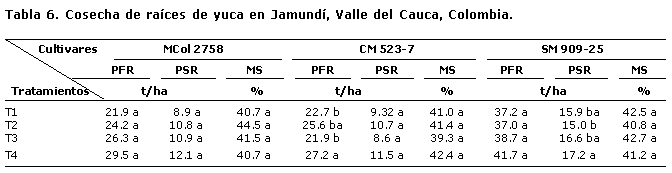 Tabla 6. Cosecha de raíces de yuca en Jamundí, Valle del Cauca, Colombia.
Cultivares MCol 2758 CM 523-7 SM 909-25
PFR PSR MS PFR PSR MS PFR PSR MS
Tratamientos t/ha % t/ha % t/ha %
T1 21.9 a 8.9 a 40.7 a 22.7 b 9.32 a 41.0 a 37.2 a 15.9 ba 42.5 a
T2 24.2 a 10.8 a 44.5 a 25.6 ba 10.7 a 41.4 a 37.0 a 15.0 b 40.8 a
T3 26.3 a 10.9 a 41.5 a 21.9 b 8.6 a 39.3 a 38.7 a 16.6 ba 42.7 a
T4 29.5 a 12.1 a 40.7 a 27.2 a 11.5 a 42.4 a 41.7 a 17.2 a 41.2 a